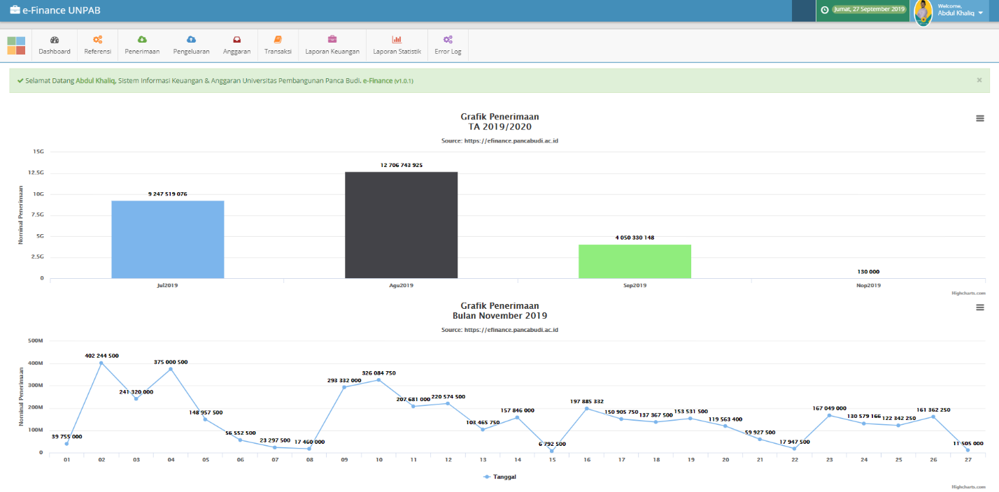 e-Finance UNPAB
Jumat, 27 September 2019
Welcome,
Abdul Khaliq
Dashboard
Referensi
Penerimaan
Pengeluaran
Anggaran
Transaksi
Laporan Keuangan
Laporan Statistik
Error Log
Selamat Datang Abdul Khaliq, Sistem Informasi Keuangan & Anggaran Universitas Pembangunan Panca Budi. e-Finance (v1.0.1)
×
Grafik Penerimaan
TA 2019/2020
Source: https://efinance.pancabudi.ac.id
Nominal Penerimaan
15G
12.5G
10G
7.5G
5G
2.5G
0
9 247 519 076
12 706 743 925
4 050 330 148
130 000
Jul2019
Agu2019
Sep2019
Nop2019
Highcharts.com
Grafik Penerimaan
Bulan November 2019
Source: https://efinance.pancabudi.ac.id
Nominal Penerimaan
500M
400M
300M
200M
100M
0
39 755 000
402 244 500
241 320 000
375 000 500
148 957 500
56 552 500
23 297 500
17 460 000
293 332 000
326 084 750
207 681 000
220 574 500
103 465 750
157 846 000
6 792 500
197 885 332
150 905 750
137 367 500
153 531 500
119 563 400
59 927 500
17 947 500
167 049 000
130 579 166
122 342 250
161 362 250
11 505 000
01 02 03 04 05 06 07 08 09 10 11 12 13 14 15 16 17 18 19 20 21 22 23 24 25 26 27
Tanggal
Highcharts.com